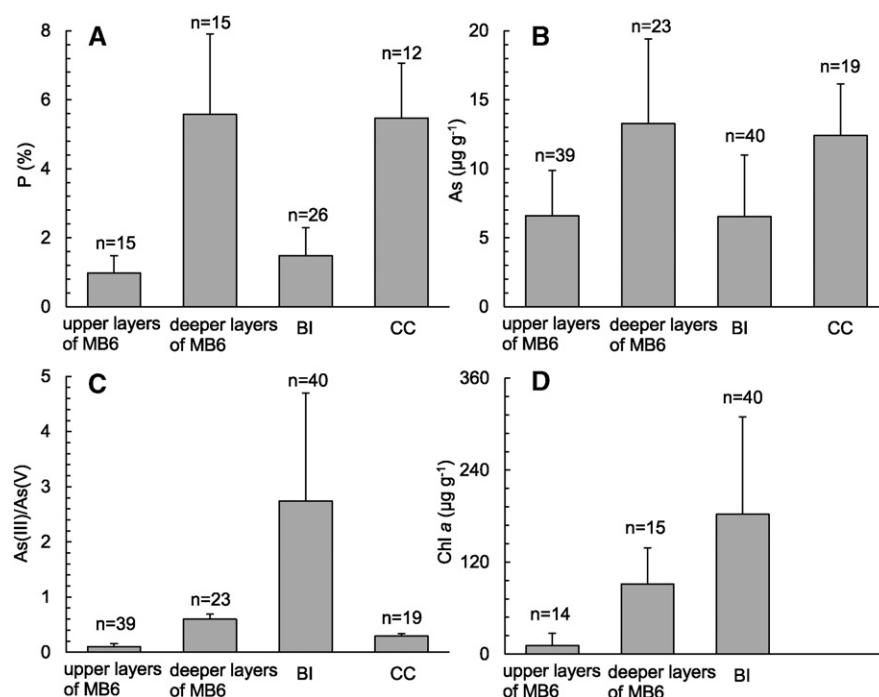 A
P (%)
8
6
4
2
0
n=15
n=15
n=26
n=12
upper layers
of MB6
deeper layers
of MB6
BI
CC
B
As (µg g⁻¹)
20
15
10
5
0
n=39
n=23
n=40
n=19
upper layers
of MB6
deeper layers
of MB6
BI
CC
C
As(III)/As(V)
5
4
3
2
1
0
n=39
n=23
n=40
n=19
upper layers
of MB6
deeper layers
of MB6
BI
CC
D
Chl a (µg g⁻¹)
360
240
120
0
n=14
n=15
n=40
upper layers
of MB6
deeper layers
of MB6
BI